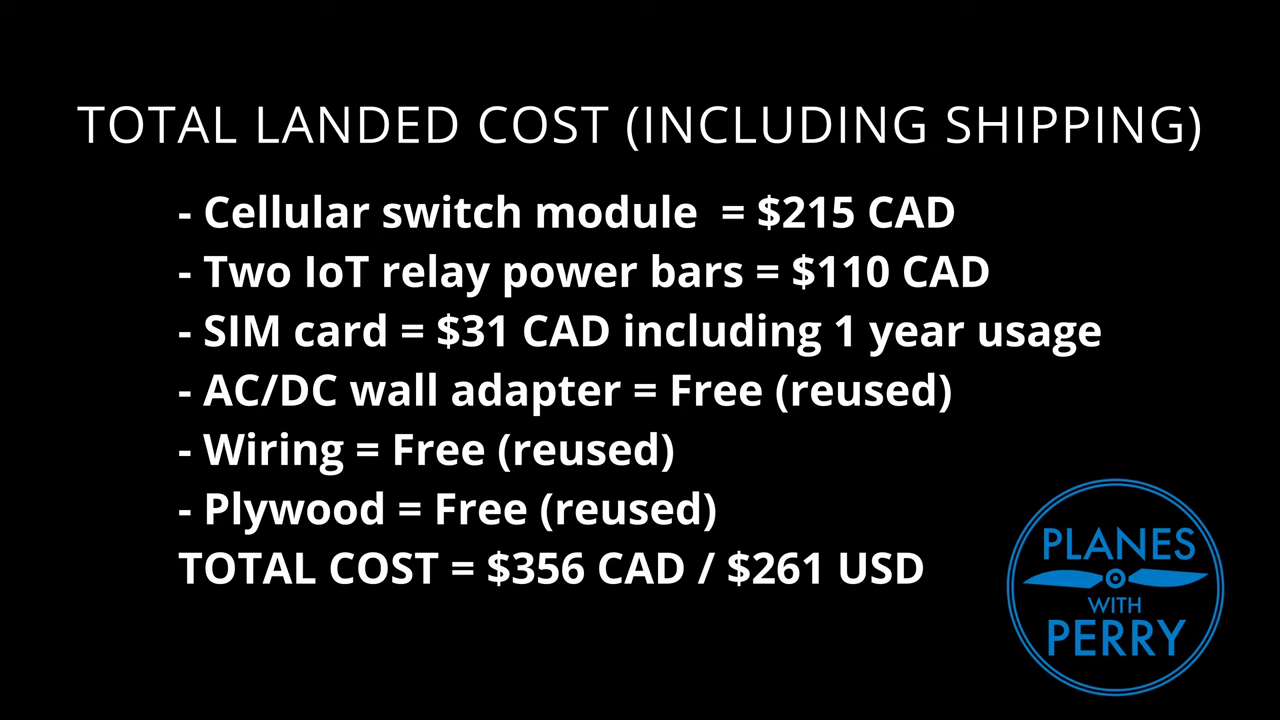 TOTAL LANDED COST (INCLUDING SHIPPING)
- Cellular switch module = $215 CAD
- Two IoT relay power bars = $110 CAD
- SIM card = $31 CAD including 1 year usage
- AC/DC wall adapter = Free (reused)
- Wiring = Free (reused)
- Plywood = Free (reused)
TOTAL COST = $356 CAD / $261 USD
PLANES
WITH
PERRY